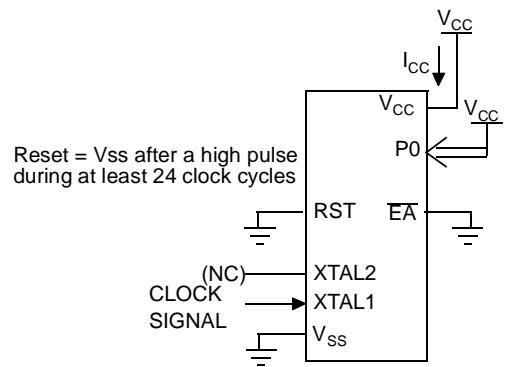 VCC
ICC
VCC
VCC
P0
Reset = Vss after a high pulse
during at least 24 clock cycles
RST
EA
(NC)
XTAL2
CLOCK
SIGNAL
XTAL1
VSS